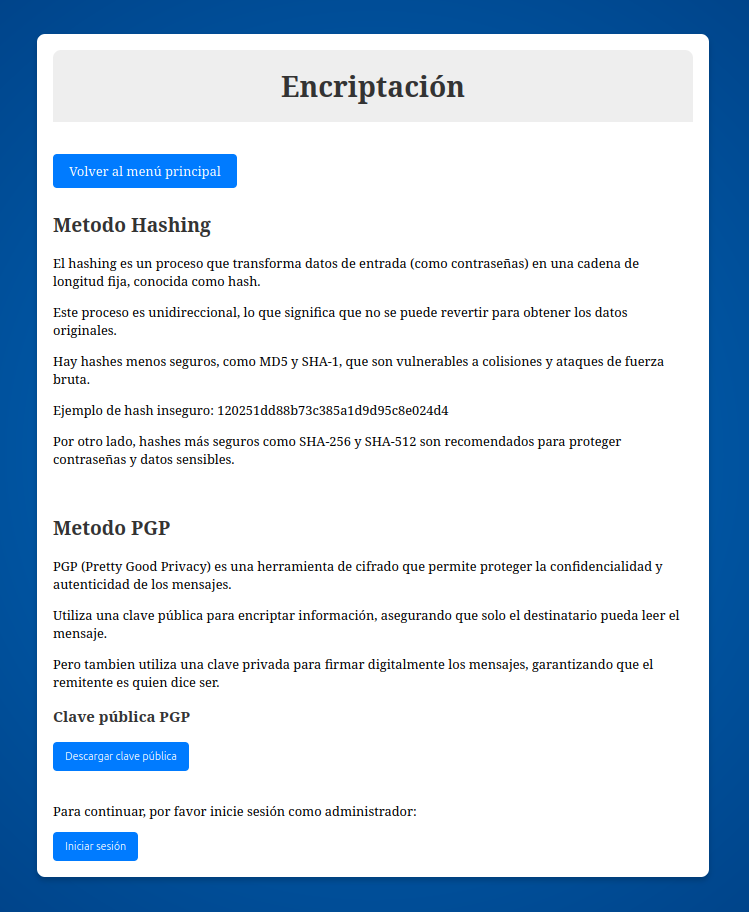 Encriptación
Volver al menú principal
Metodo Hashing
El hashing es un proceso que transforma datos de entrada (como contraseñas) en una cadena de
longitud fija, conocida como hash.
Este proceso es unidireccional, lo que significa que no se puede revertir para obtener los datos
originales.
Hay hashes menos seguros, como MD5 y SHA-1, que son vulnerables a colisiones y ataques de fuerza
bruta.
Ejemplo de hash inseguro: 120251dd88b73c385a1d9d95c8e024d4
Por otro lado, hashes más seguros como SHA-256 y SHA-512 son recomendados para proteger
contraseñas y datos sensibles.
Metodo PGP
PGP (Pretty Good Privacy) es una herramienta de cifrado que permite proteger la confidencialidad y
autenticidad de los mensajes.
Utiliza una clave pública para encriptar información, asegurando que solo el destinatario pueda leer el
mensaje.
Pero tambien utiliza una clave privada para firmar digitalmente los mensajes, garantizando que el
remitente es quien dice ser.
Clave pública PGP
Descargar clave pública
Para continuar, por favor inicie sesión como administrador:
Iniciar sesión